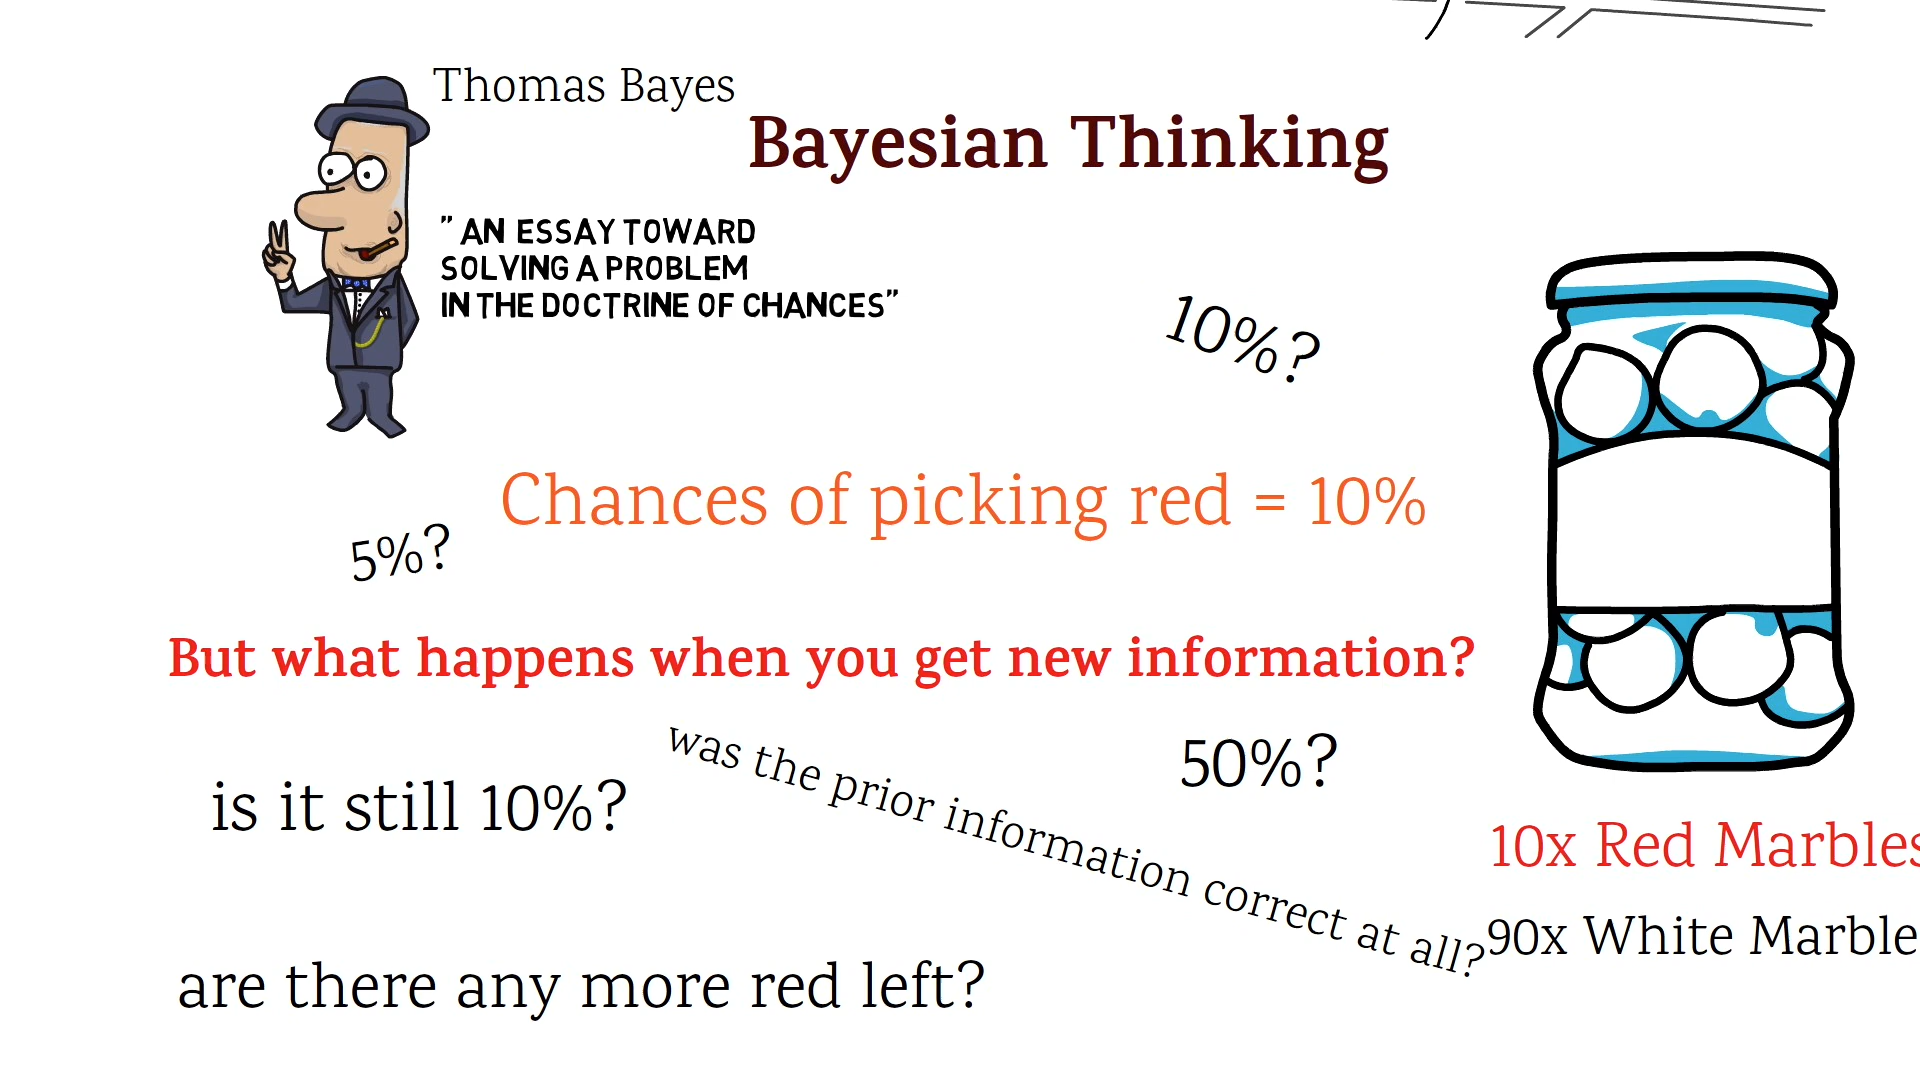 Thomas Bayes
Bayesian Thinking
" AN ESSAY TOWARD
SOLVING A PROBLEM
IN THE DOCTRINE OF CHANCES"
10%?
Chances of picking red = 10%
5%?
But what happens when you get new information?
was the prior information correct at all?
50%?
is it still 10%?
10x Red Marbles
90x White Marble
are there any more red left?